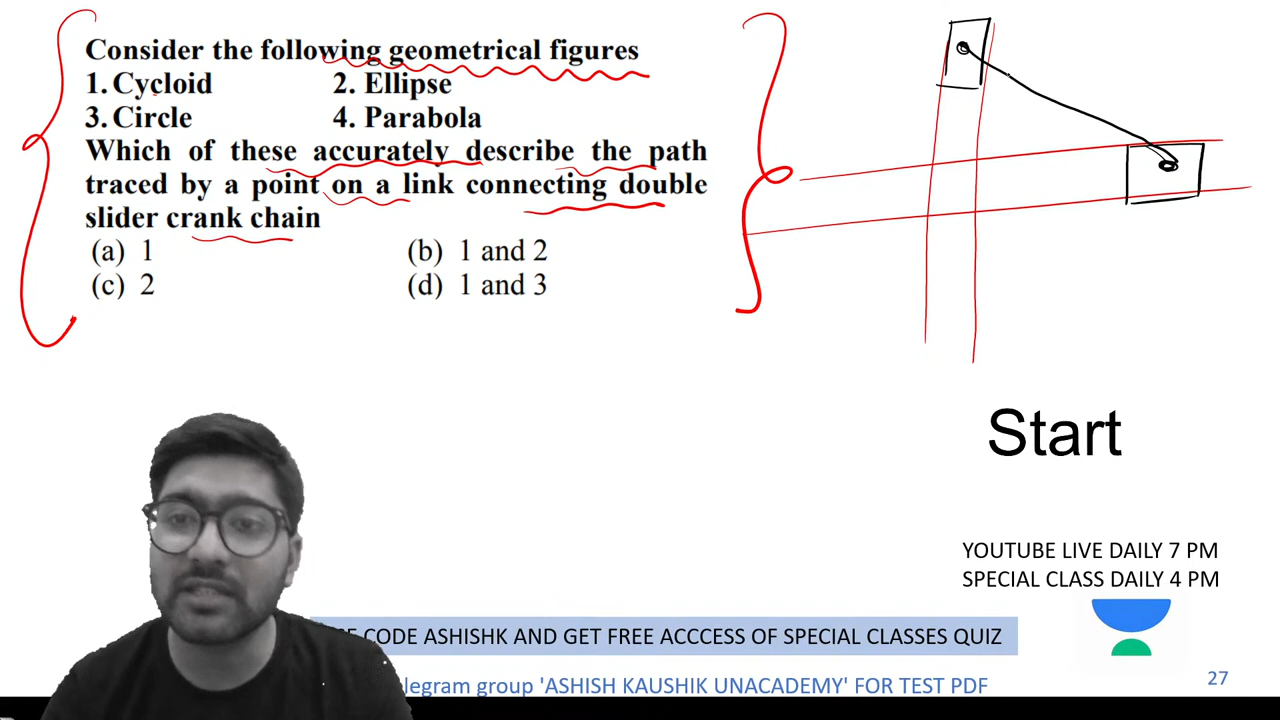 Consider the following geometrical figures
1. Cycloid 2. Ellipse
3. Circle 4. Parabola
Which of these accurately describe the path
traced by a point on a link connecting double
slider crank chain
(a) 1 (b) 1 and 2
(c) 2 (d) 1 and 3
Start
YOUTUBE LIVE DAILY 7 PM
SPECIAL CLASS DAILY 4 PM
CODE ASHISHK AND GET FREE ACCCESS OF SPECIAL CLASSES QUIZ
legram group 'ASHISH KAUSHIK UNACADEMY' FOR TEST PDF
27